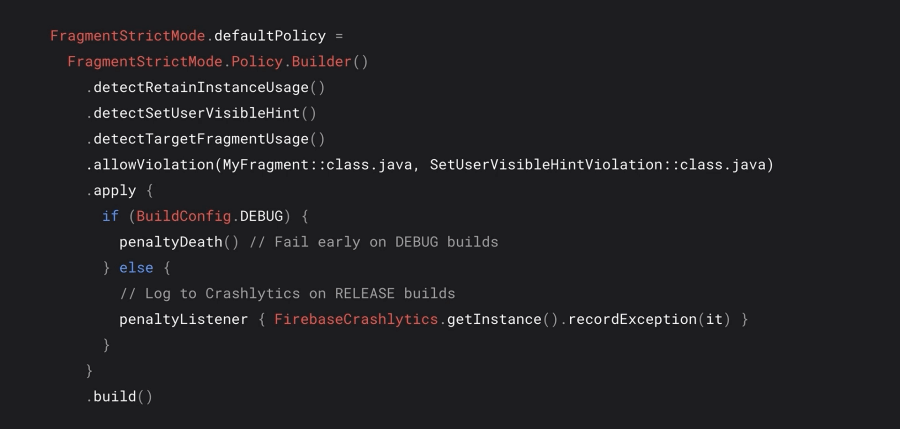 FragmentStrictMode.defaultPolicy =
FragmentStrictMode.Policy.Builder()
.detectRetainInstanceUsage()
.detectSetUserVisibleHint()
.detectTargetFragmentUsage()
.allowViolation(MyFragment::class.java, SetUserVisibleHintViolation::class.java)
.apply {
if (BuildConfig.DEBUG) {
penaltyDeath() // Fail early on DEBUG builds
} else {
// Log to Crashlytics on RELEASE builds
penaltyListener { FirebaseCrashlytics.getInstance().recordException(it) }
}
}
.build()